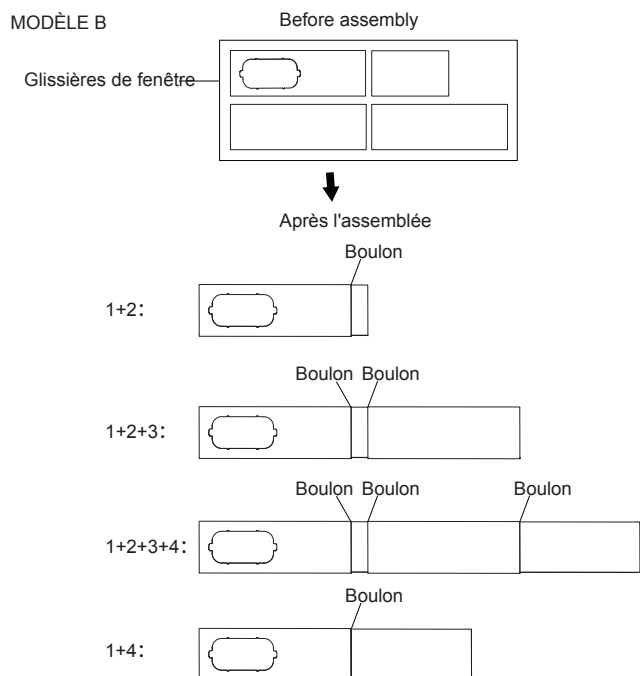 MODÈLE B
Before assembly
Glissières de fenêtre
Après l'assemblée
Boulon
1+2:
Boulon Boulon
1+2+3:
Boulon Boulon Boulon
1+2+3+4:
Boulon
1+4: